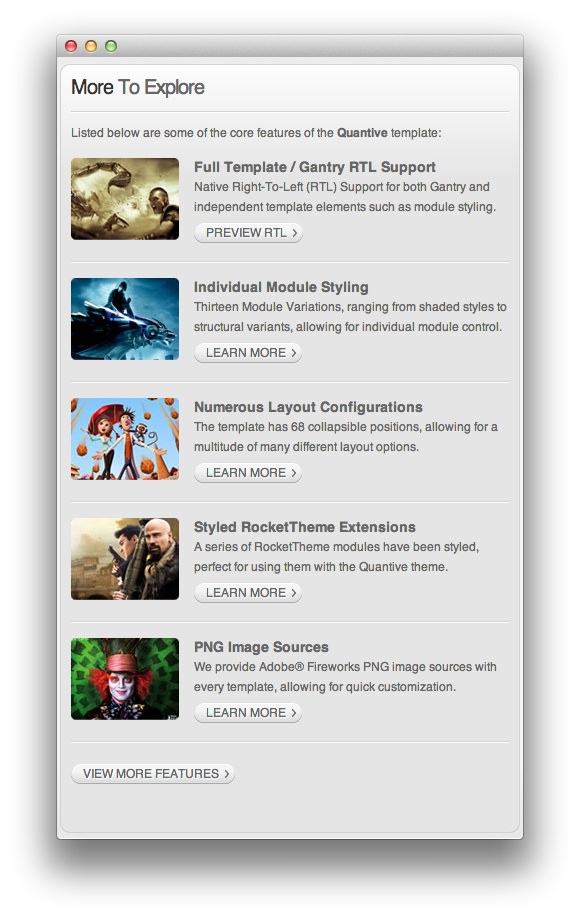 More To Explore
Listed below are some of the core features of the Quantive template:
Full Template / Gantry RTL Support
Native Right-To-Left (RTL) Support for both Gantry and
independent template elements such as module styling.
PREVIEW RTL
Individual Module Styling
Thirteen Module Variations, ranging from shaded styles to
structural variants, allowing for individual module control.
LEARN MORE
Numerous Layout Configurations
The template has 68 collapsible positions, allowing for a
multitude of many different layout options.
LEARN MORE
Styled RocketTheme Extensions
A series of RocketTheme modules have been styled,
perfect for using them with the Quantive theme.
LEARN MORE
PNG Image Sources
We provide Adobe® Fireworks PNG image sources with
every template, allowing for quick customization.
LEARN MORE
VIEW MORE FEATURES